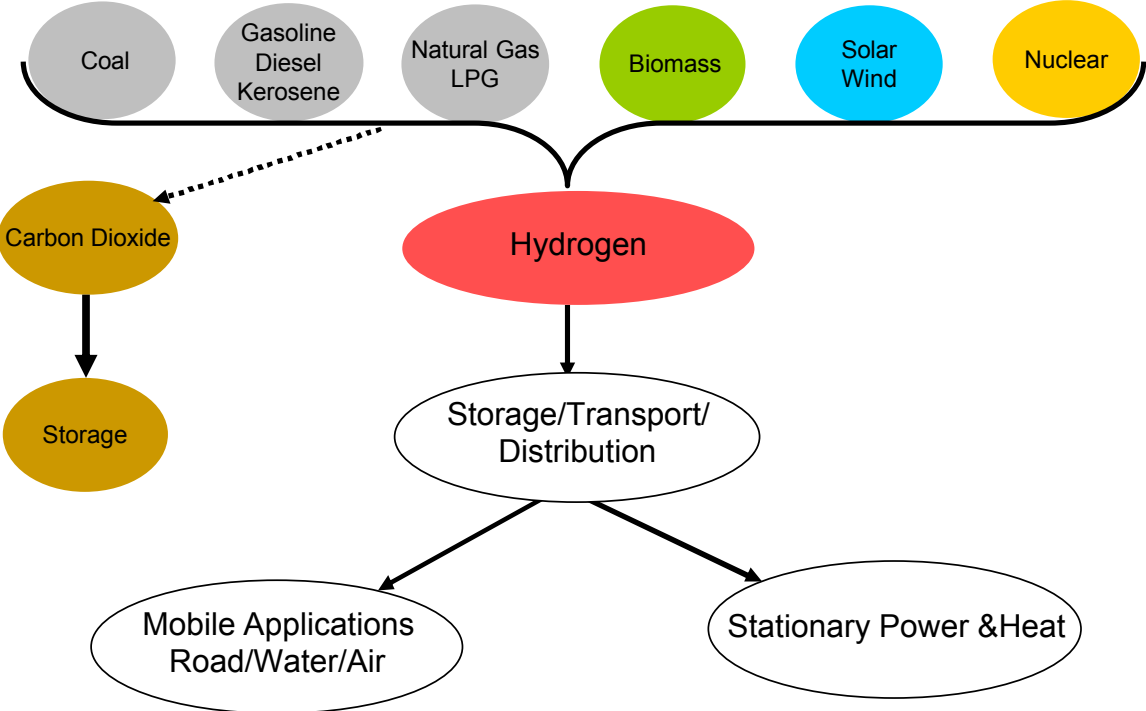 Coal
Gasoline
Diesel
Kerosene
Natural Gas
LPG
Biomass
Solar
Wind
Nuclear
Carbon Dioxide
Hydrogen
Storage
Storage/Transport/
Distribution
Mobile Applications
Road/Water/Air
Stationary Power &Heat